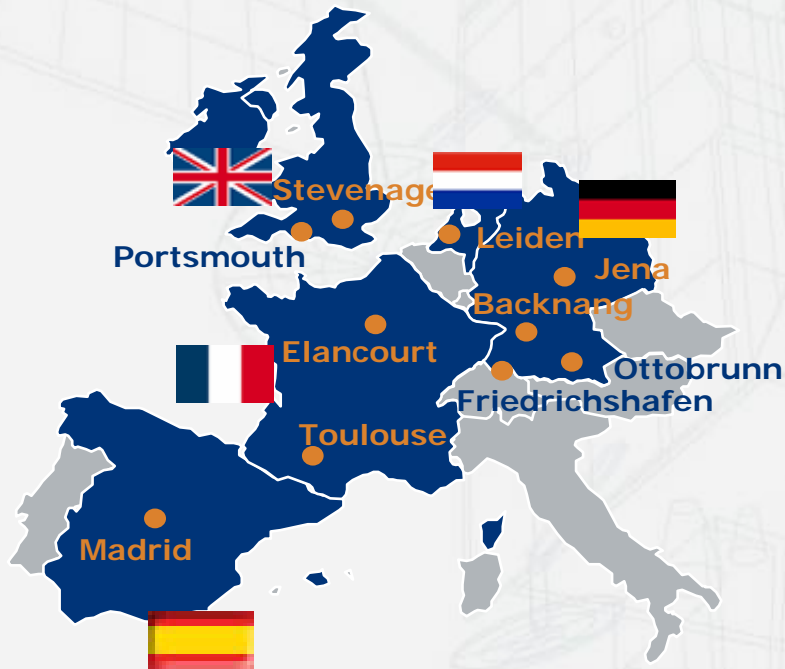 Stevenage
Portsmouth
Leiden
Jena
Backnang
Elancourt
Ottobrunn
Friedrichshafen
Toulouse
Madrid